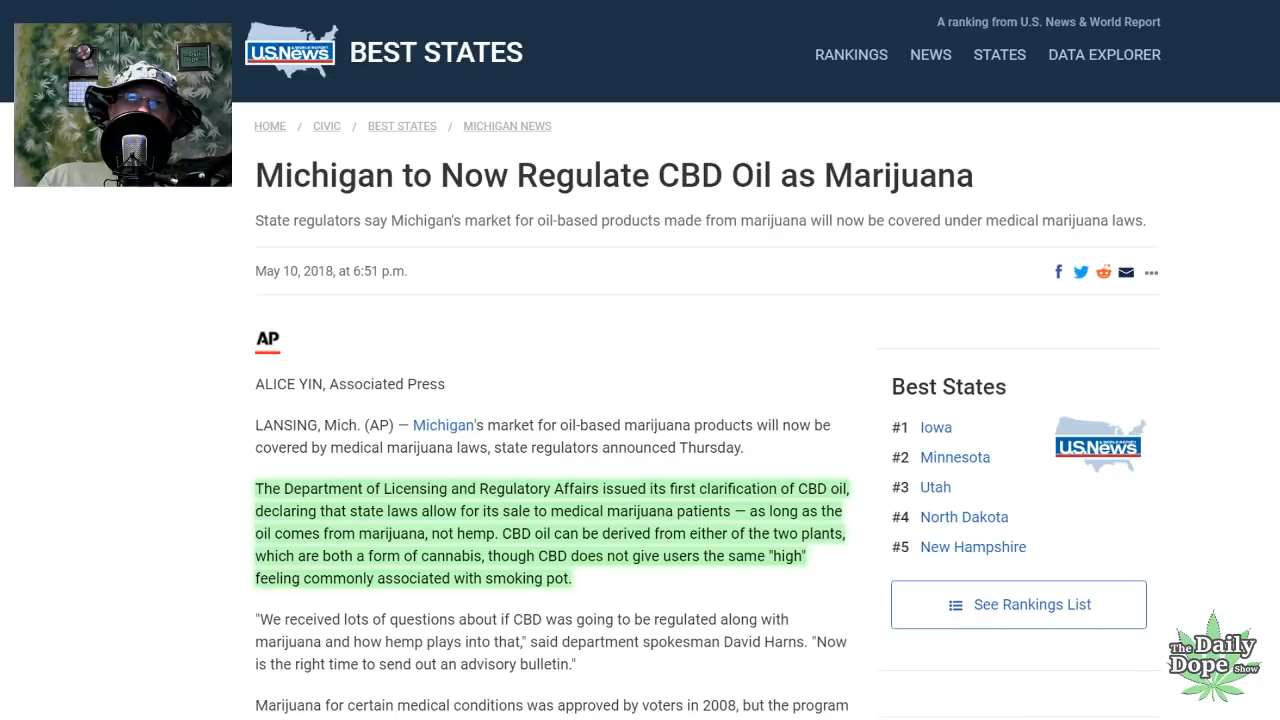 A ranking from U.S. News & World Report
U.S.News
& WORLD REPORT
BEST STATES
RANKINGS NEWS STATES DATA EXPLORER
HOME / CIVIC / BEST STATES / MICHIGAN NEWS
Michigan to Now Regulate CBD Oil as Marijuana
State regulators say Michigan's market for oil-based products made from marijuana will now be covered under medical marijuana laws.
May 10, 2018, at 6:51 p.m.
AP
ALICE YIN, Associated Press
LANSING, Mich. (AP) — Michigan's market for oil-based marijuana products will now be
covered by medical marijuana laws, state regulators announced Thursday.
The Department of Licensing and Regulatory Affairs issued its first clarification of CBD oil,
declaring that state laws allow for its sale to medical marijuana patients — as long as the
oil comes from marijuana, not hemp. CBD oil can be derived from either of the two plants,
which are both a form of cannabis, though CBD does not give users the same "high"
feeling commonly associated with smoking pot.
"We received lots of questions about if CBD was going to be regulated along with
marijuana and how hemp plays into that," said department spokesman David Harns. "Now
is the right time to send out an advisory bulletin."
Marijuana for certain medical conditions was approved by voters in 2008, but the program
Best States
#1 Iowa
#2 Minnesota
#3 Utah
#4 North Dakota
#5 New Hampshire
U.S.News
& WORLD REPORT
See Rankings List
The Daily
Dope Show